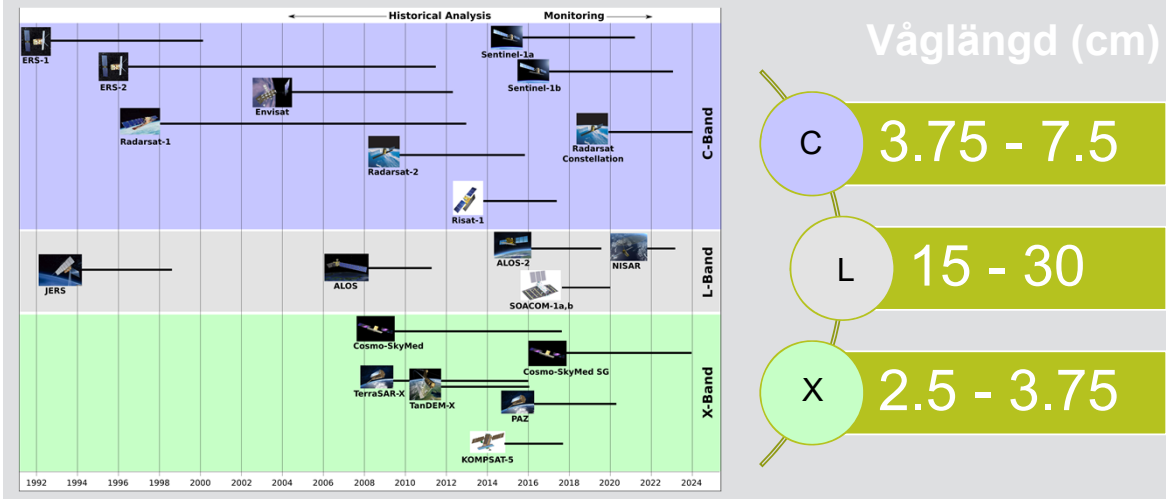 Historical Analysis
Monitoring
ERS-1
ERS-2
Envisat
Radarsat-1
Radarsat-2
Risat-1
Sentinel-1a
Sentinel-1b
Radarsat
Constellation
C-Band
JERS
ALOS
ALOS-2
NISAR
SOACOM-1a,b
L-Band
Cosmo-SkyMed
Cosmo-SkyMed SG
TerraSAR-X
TanDEM-X
PAZ
KOMPSAT-5
X-Band
1992 1994 1996 1998 2000 2002 2004 2006 2008 2010 2012 2014 2016 2018 2020 2022 2024
Våglängd (cm)
C
3.75 - 7.5
L
15 - 30
X
2.5 - 3.75